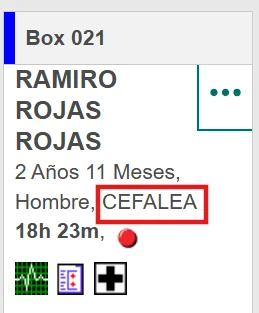 Box 021
RAMIRO
ROJAS
ROJAS
2 Años 11 Meses,
Hombre, CEFALEA
18h 23m,